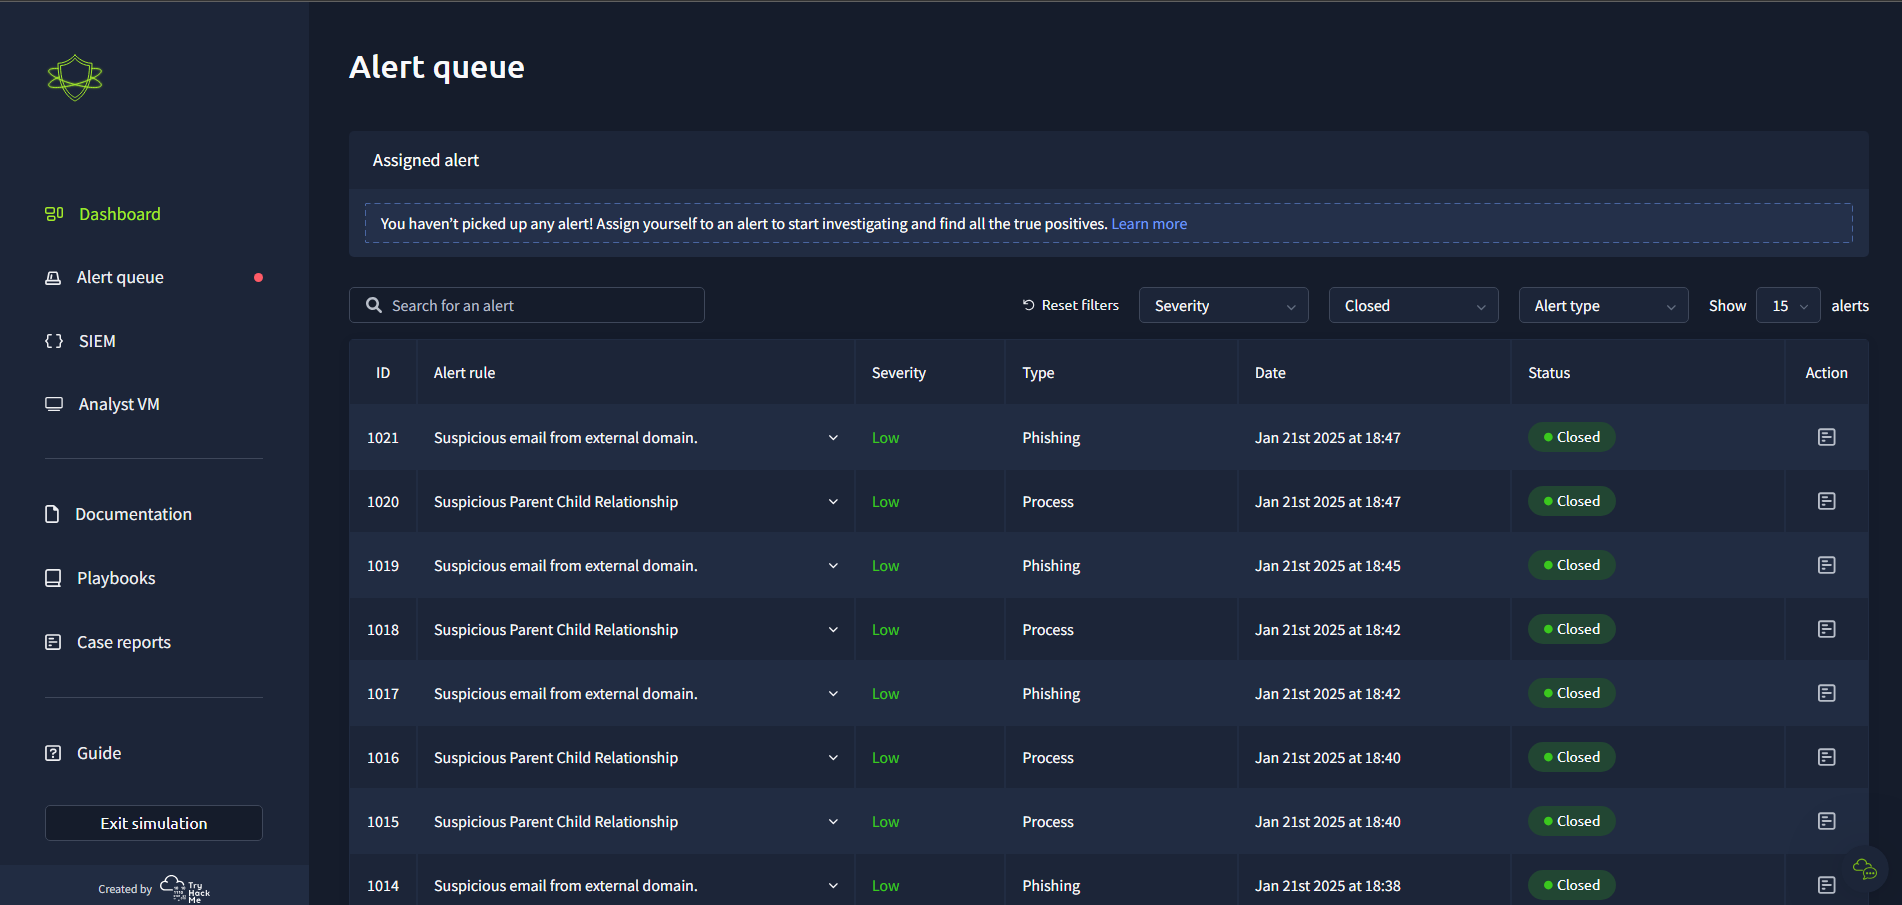 Alert queue
Assigned alert
You haven’t picked up any alert! Assign yourself to an alert to start investigating and find all the true positives. Learn more
Dashboard
Alert queue
SIEM
Analyst VM
Documentation
Playbooks
Case reports
Guide
Exit simulation
Created by Try Hack Me
Search for an alert
Reset filters Severity Closed Alert type Show 15 alerts
ID Alert rule Severity Type Date Status Action
1021 Suspicious email from external domain. Low Phishing Jan 21st 2025 at 18:47 Closed
1020 Suspicious Parent Child Relationship Low Process Jan 21st 2025 at 18:47 Closed
1019 Suspicious email from external domain. Low Phishing Jan 21st 2025 at 18:45 Closed
1018 Suspicious Parent Child Relationship Low Process Jan 21st 2025 at 18:42 Closed
1017 Suspicious email from external domain. Low Phishing Jan 21st 2025 at 18:42 Closed
1016 Suspicious Parent Child Relationship Low Process Jan 21st 2025 at 18:40 Closed
1015 Suspicious Parent Child Relationship Low Process Jan 21st 2025 at 18:40 Closed
1014 Suspicious email from external domain. Low Phishing Jan 21st 2025 at 18:38 Closed